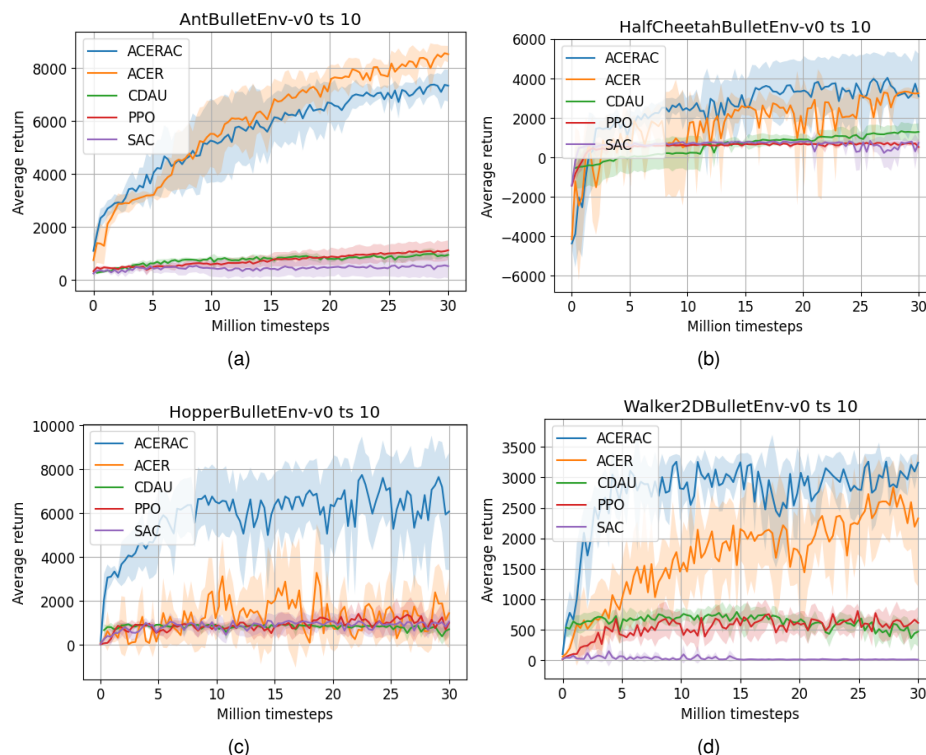 AntBulletEnv-v0 ts 10
ACERAC
ACER
CDAU
PPO
SAC
8000
6000
4000
2000
0
Average return
0 5 10 15 20 25 30
Million timesteps
(a)
HalfCheetahBulletEnv-v0 ts 10
ACERAC
ACER
CDAU
PPO
SAC
6000
4000
2000
0
−2000
−4000
−6000
Average return
0 5 10 15 20 25 30
Million timesteps
(b)
HopperBulletEnv-v0 ts 10
ACERAC
ACER
CDAU
PPO
SAC
10000
8000
6000
4000
2000
0
Average return
0 5 10 15 20 25 30
Million timesteps
(c)
Walker2DBulletEnv-v0 ts 10
ACERAC
ACER
CDAU
PPO
SAC
3500
3000
2500
2000
1500
1000
500
0
Average return
0 5 10 15 20 25 30
Million timesteps
(d)